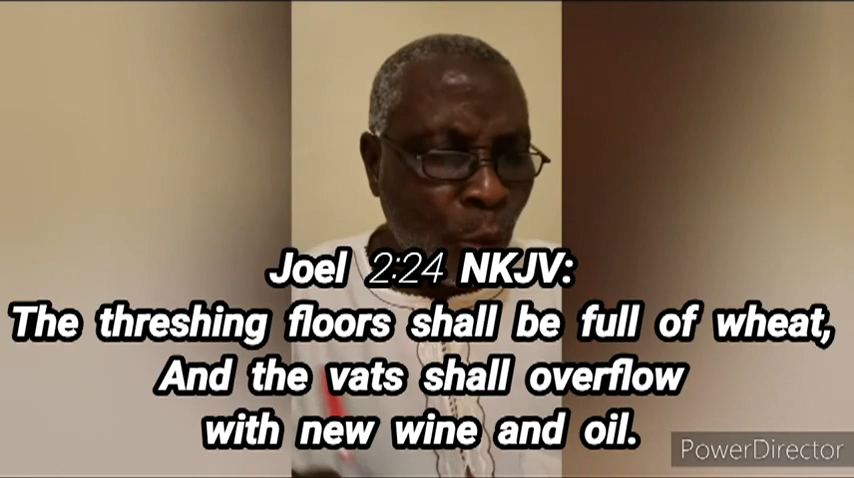 Joel 2:24 NKJV:
The threshing floors shall be full of wheat,
And the vats shall overflow
with new wine and oil.
PowerDirector